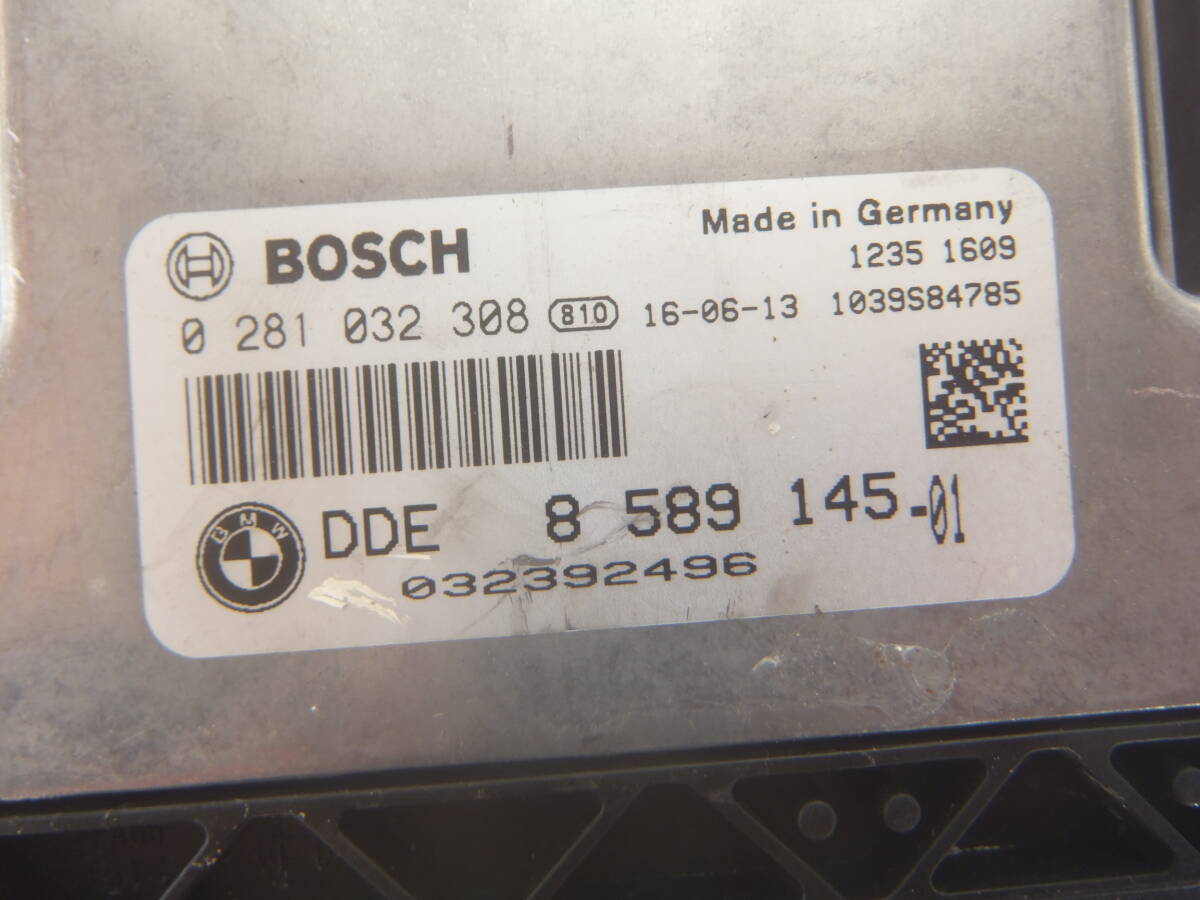 BOSCH
Made in Germany
1235 1609
0 281 032 308 810 16-06-13 1039S84785
BMW DDE 8 589 145-01
032392496